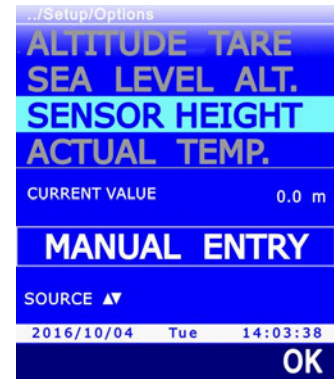 ../Setup/Options
ALTITUDE TARE
SEA LEVEL ALT.
SENSOR HEIGHT
ACTUAL TEMP.
CURRENT VALUE 0.0 m
MANUAL ENTRY
SOURCE ▲▼
2016/10/04 Tue 14:03:38
OK